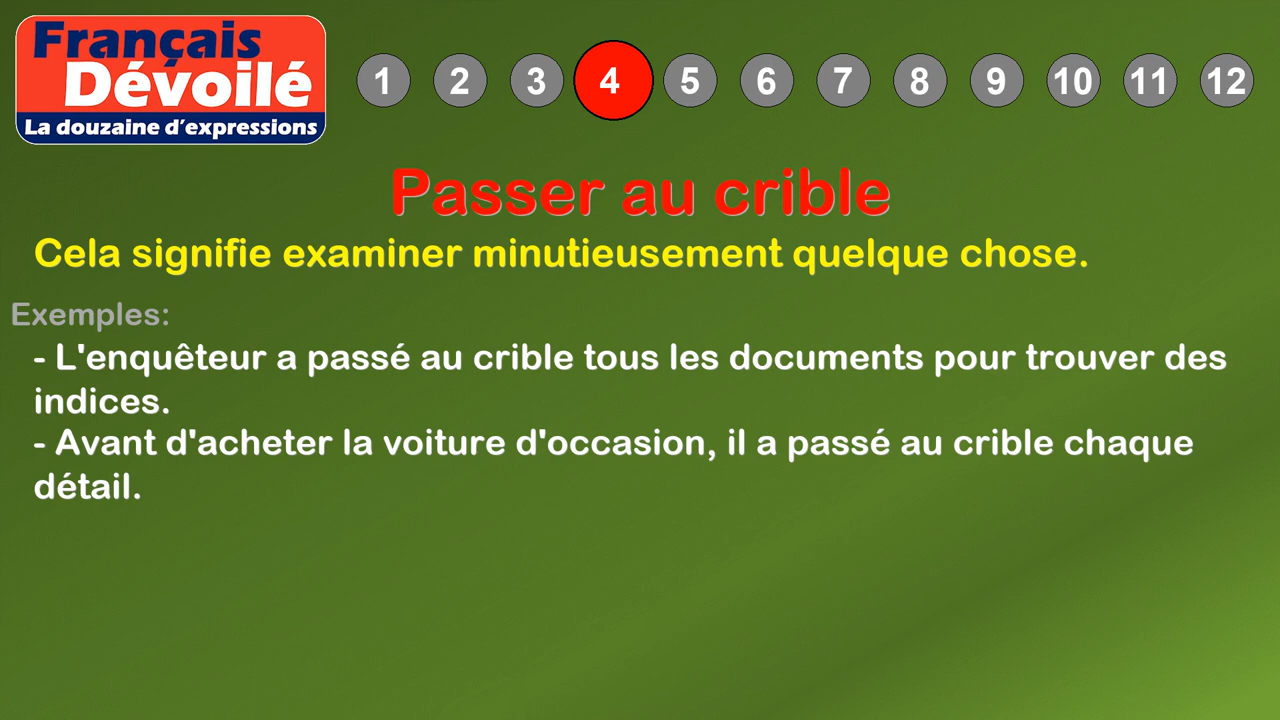 Français
Dévoilé
La douzaine d'expressions
1 2 3 4 5 6 7 8 9 10 11 12
Passer au crible
Cela signifie examiner minutieusement quelque chose.
Exemples:
- L'enquêteur a passé au crible tous les documents pour trouver des
indices.
- Avant d'acheter la voiture d'occasion, il a passé au crible chaque
détail.